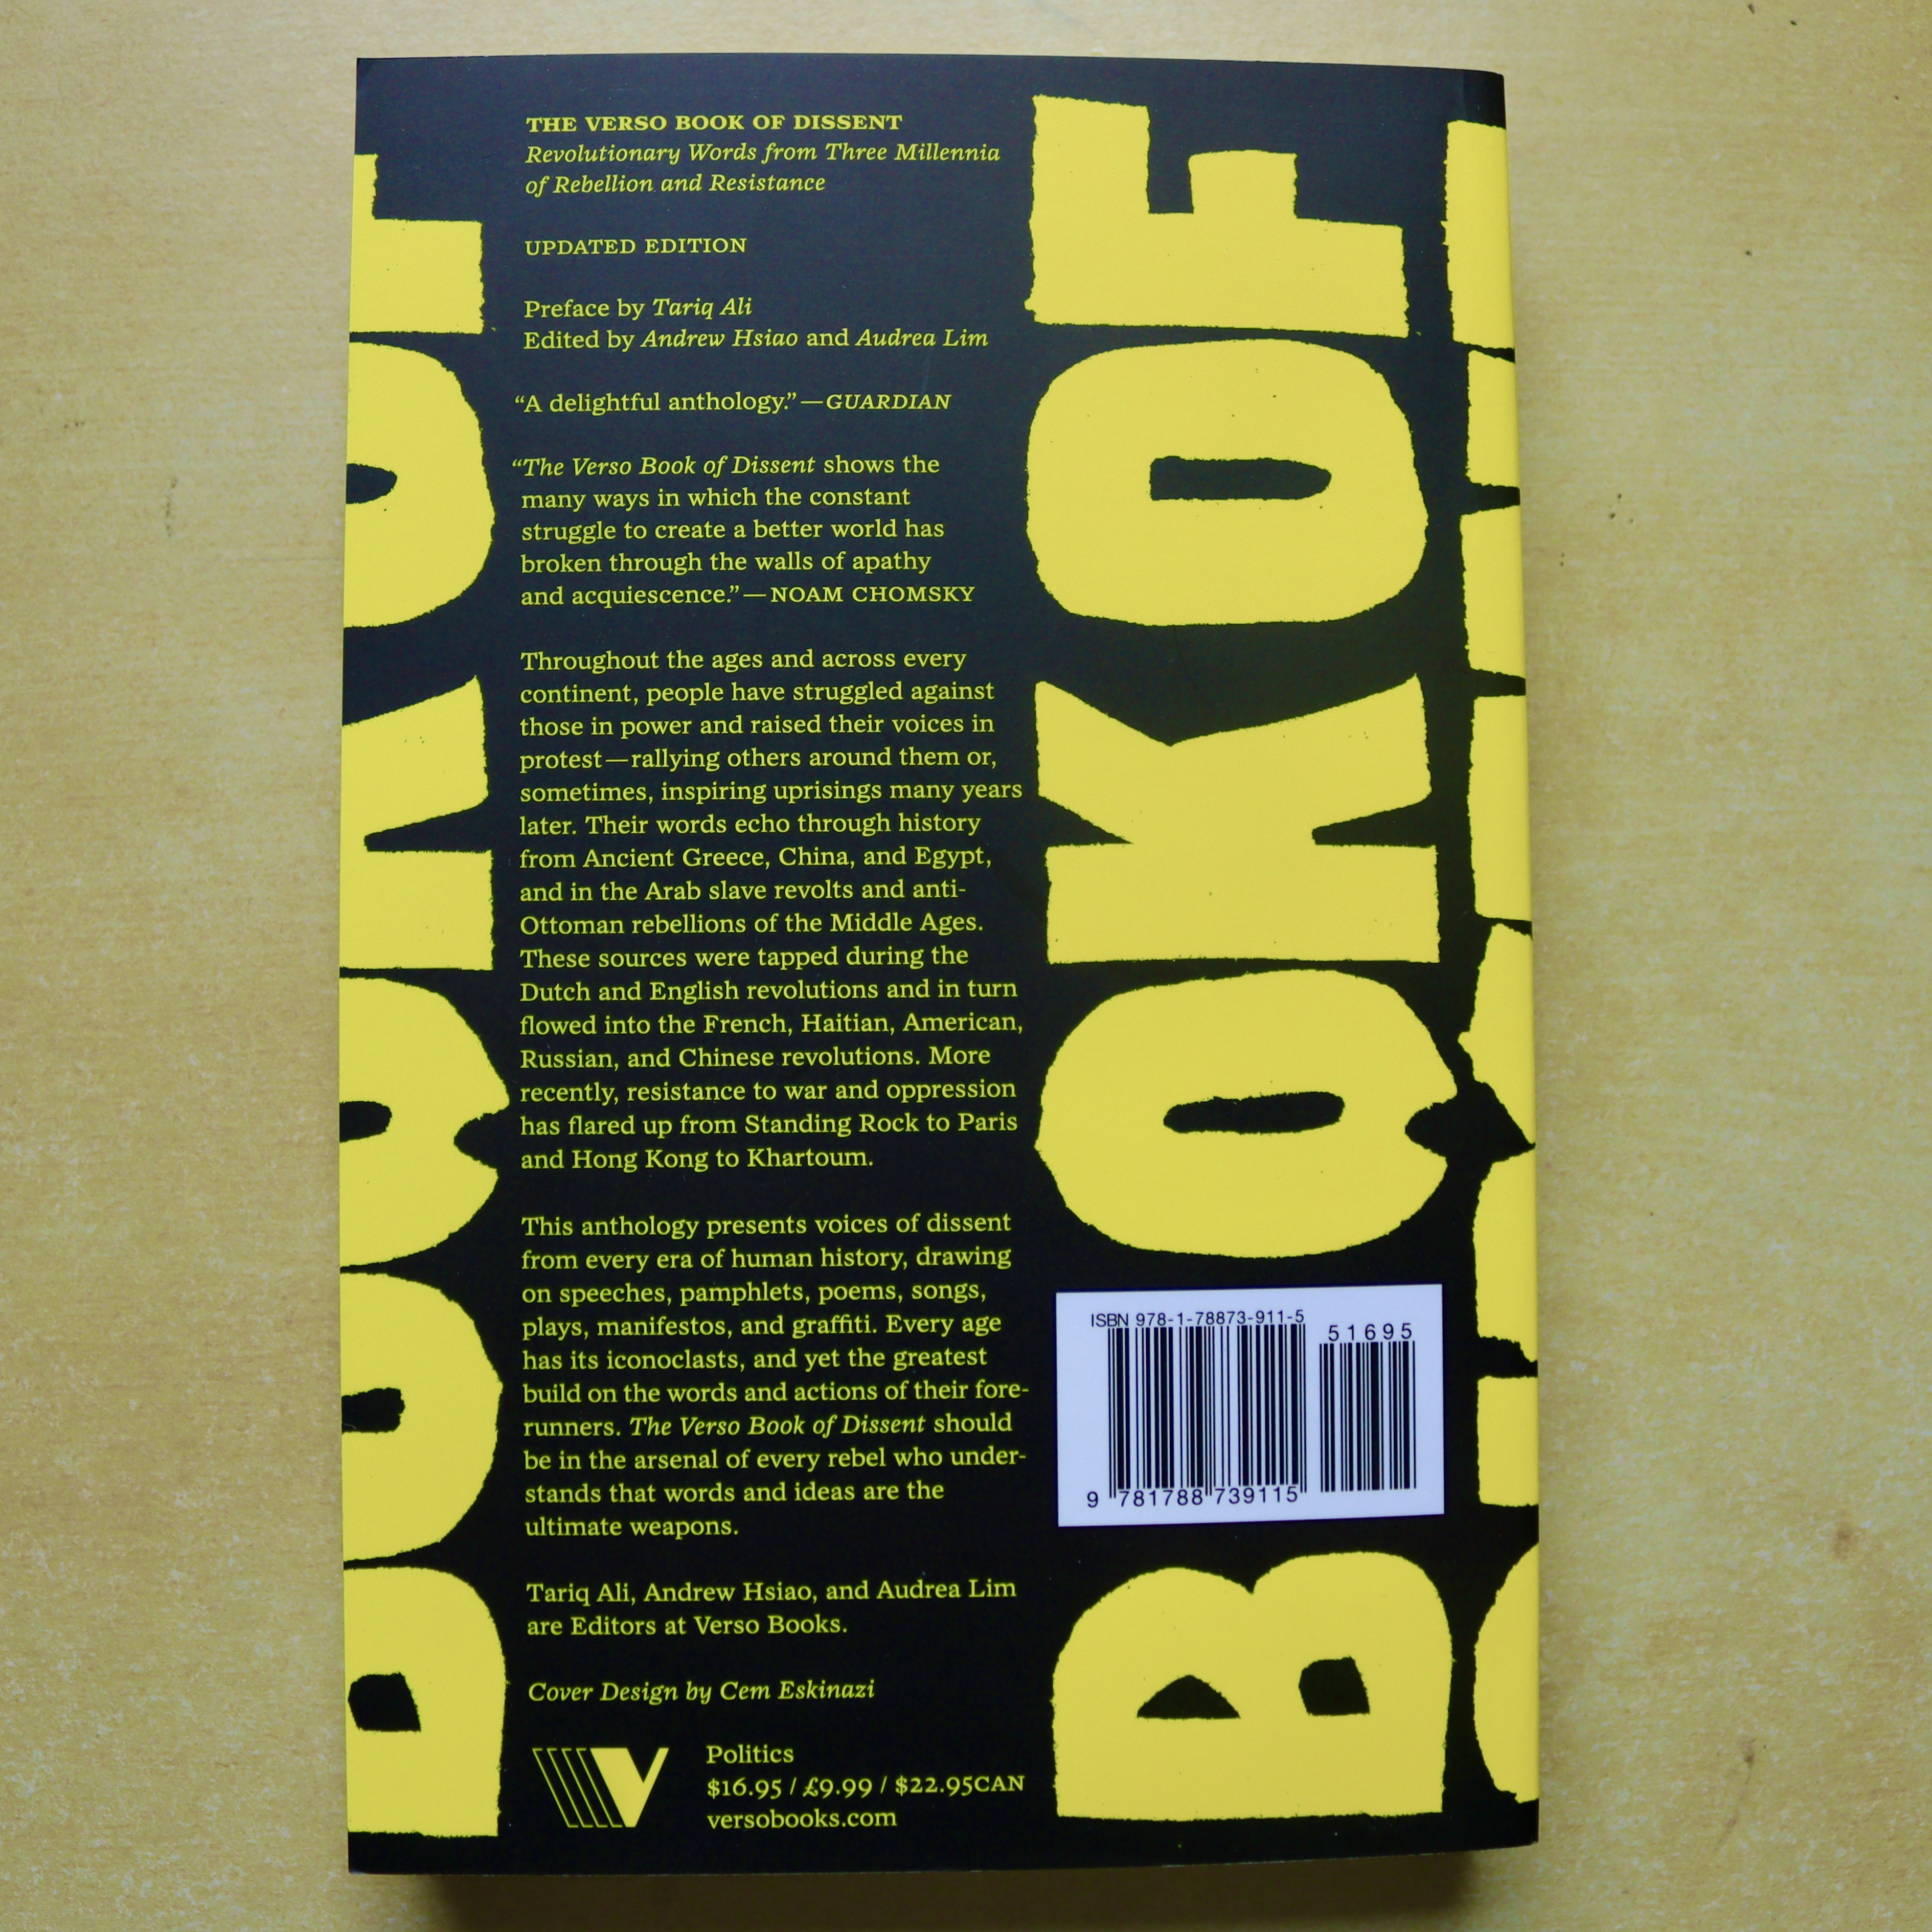 THE VERSO BOOK OF DISSENT
Revolutionary Words from Three Millennia
of Rebellion and Resistance
UPDATED EDITION
Preface by Tariq Ali
Edited by Andrew Hsiao and Audrea Lim
“A delightful anthology.”—GUARDIAN
“The Verso Book of Dissent shows the
many ways in which the constant
struggle to create a better world has
broken through the walls of apathy
and acquiescence.”—NOAM CHOMSKY
Throughout the ages and across every
continent, people have struggled against
those in power and raised their voices in
protest—rallying others around them or,
sometimes, inspiring uprisings many years
later. Their words echo through history
from Ancient Greece, China, and Egypt,
and in the Arab slave revolts and anti-
Ottoman rebellions of the Middle Ages.
These sources were tapped during the
Dutch and English revolutions and in turn
flowed into the French, Haitian, American,
Russian, and Chinese revolutions. More
recently, resistance to war and oppression
has flared up from Standing Rock to Paris
and Hong Kong to Khartoum.
This anthology presents voices of dissent
from every era of human history, drawing
on speeches, pamphlets, poems, songs,
plays, manifestos, and graffiti. Every age
has its iconoclasts, and yet the greatest
build on the words and actions of their fore-
runners. The Verso Book of Dissent should
be in the arsenal of every rebel who under-
stands that words and ideas are the
ultimate weapons.
Tariq Ali, Andrew Hsiao, and Audrea Lim
are Editors at Verso Books.
Cover Design by Cem Eskinazi
Politics
$16.95 / £9.99 / $22.95CAN
versobooks.com
BOOK OF
BOOK OF
ISBN 978-1-78873-911-5
51695
9 781788 739115